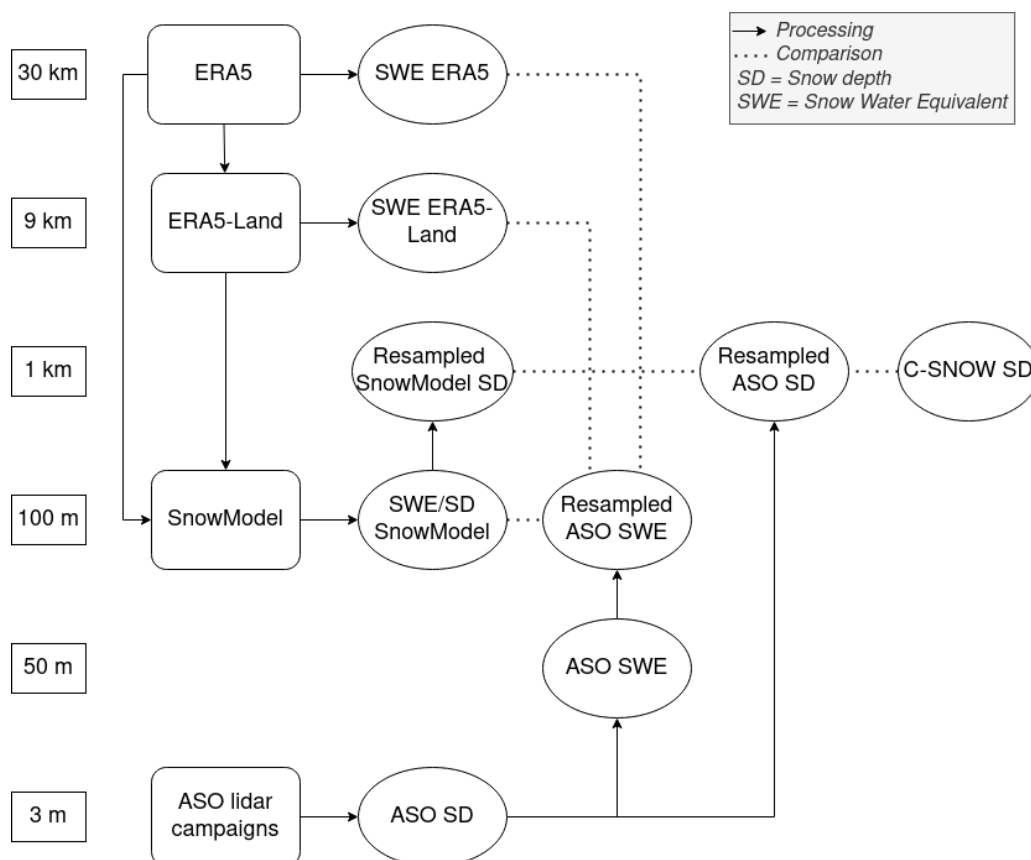 30 km
ERA5
SWE ERA5
Processing
Comparison
SD = Snow depth
SWE = Snow Water Equivalent
9 km
ERA5-Land
SWE ERA5-
Land
1 km
Resampled
SnowModel SD
Resampled
ASO SD
C-SNOW SD
100 m
SnowModel
SWE/SD
SnowModel
Resampled
ASO SWE
50 m
ASO SWE
3 m
ASO lidar
campaigns
ASO SD